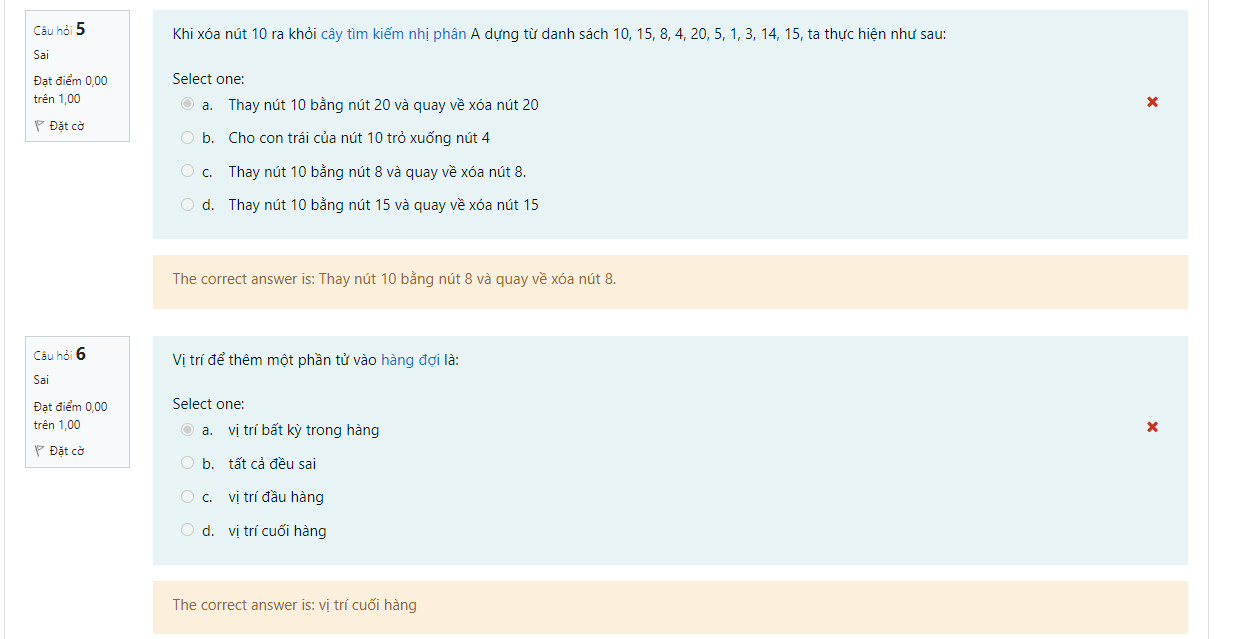 Câu hỏi 5
Sai
Đạt điểm 0,00
trên 1,00
Đặt cờ
Khi xóa nút 10 ra khỏi cây tìm kiếm nhị phân A dựng từ danh sách 10, 15, 8, 4, 20, 5, 1, 3, 14, 15, ta thực hiện như sau:
Select one:
a. Thay nút 10 bằng nút 20 và quay về xóa nút 20
b. Cho con trái của nút 10 trỏ xuống nút 4
c. Thay nút 10 bằng nút 8 và quay về xóa nút 8.
d. Thay nút 10 bằng nút 15 và quay về xóa nút 15
The correct answer is: Thay nút 10 bằng nút 8 và quay về xóa nút 8.
Câu hỏi 6
Sai
Đạt điểm 0,00
trên 1,00
Đặt cờ
Vị trí để thêm một phần tử vào hàng đợi là:
Select one:
a. vị trí bất kỳ trong hàng
b. tất cả đều sai
c. vị trí đầu hàng
d. vị trí cuối hàng
The correct answer is: vị trí cuối hàng